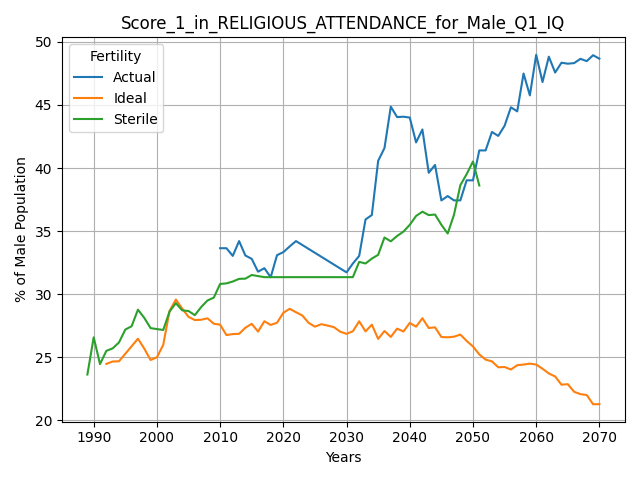 Score_1_in_RELIGIOUS_ATTENDANCE_for_Male_Q1_IQ
Fertility
Actual
Ideal
Sterile
% of Male Population
50
45
40
35
30
25
20
1990 2000 2010 2020 2030 2040 2050 2060 2070
Years